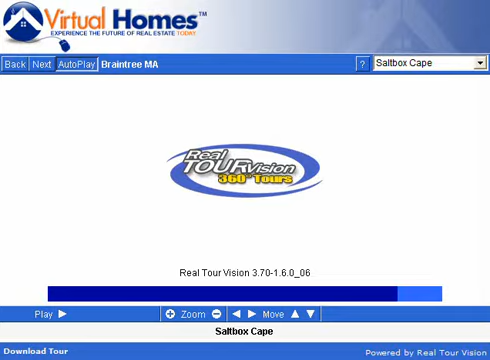 Virtual Homes™
EXPERIENCE THE FUTURE OF REAL ESTATE TODAY
Back Next AutoPlay Braintree MA ? Saltbox Cape
Real
TOURVision
360° Tours
Real Tour Vision 3.70-1.6.0_06
Play Zoom Move
Saltbox Cape
Download Tour Powered by Real Tour Vision